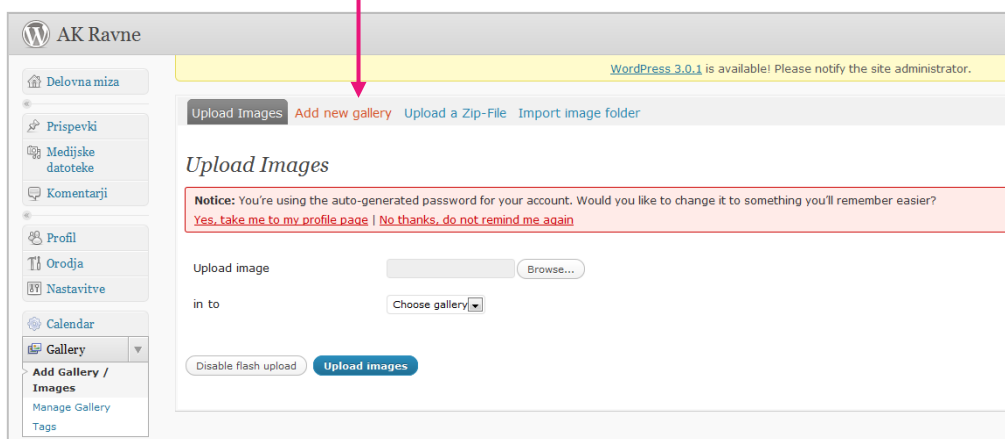 AK Ravne
WordPress 3.0.1 is available! Please notify the site administrator.
Delovna miza
Prispevki
Medijske
datoteke
Komentarji
Profil
Orodja
Nastavitve
Calendar
Gallery
Add Gallery /
Images
Manage Gallery
Tags
Upload Images Add new gallery Upload a Zip-File Import image folder
Upload Images
Notice: You're using the auto-generated password for your account. Would you like to change it to something you'll remember easier?
Yes, take me to my profile page | No thanks, do not remind me again
Upload image Browse...
in to Choose gallery
Disable flash upload Upload images